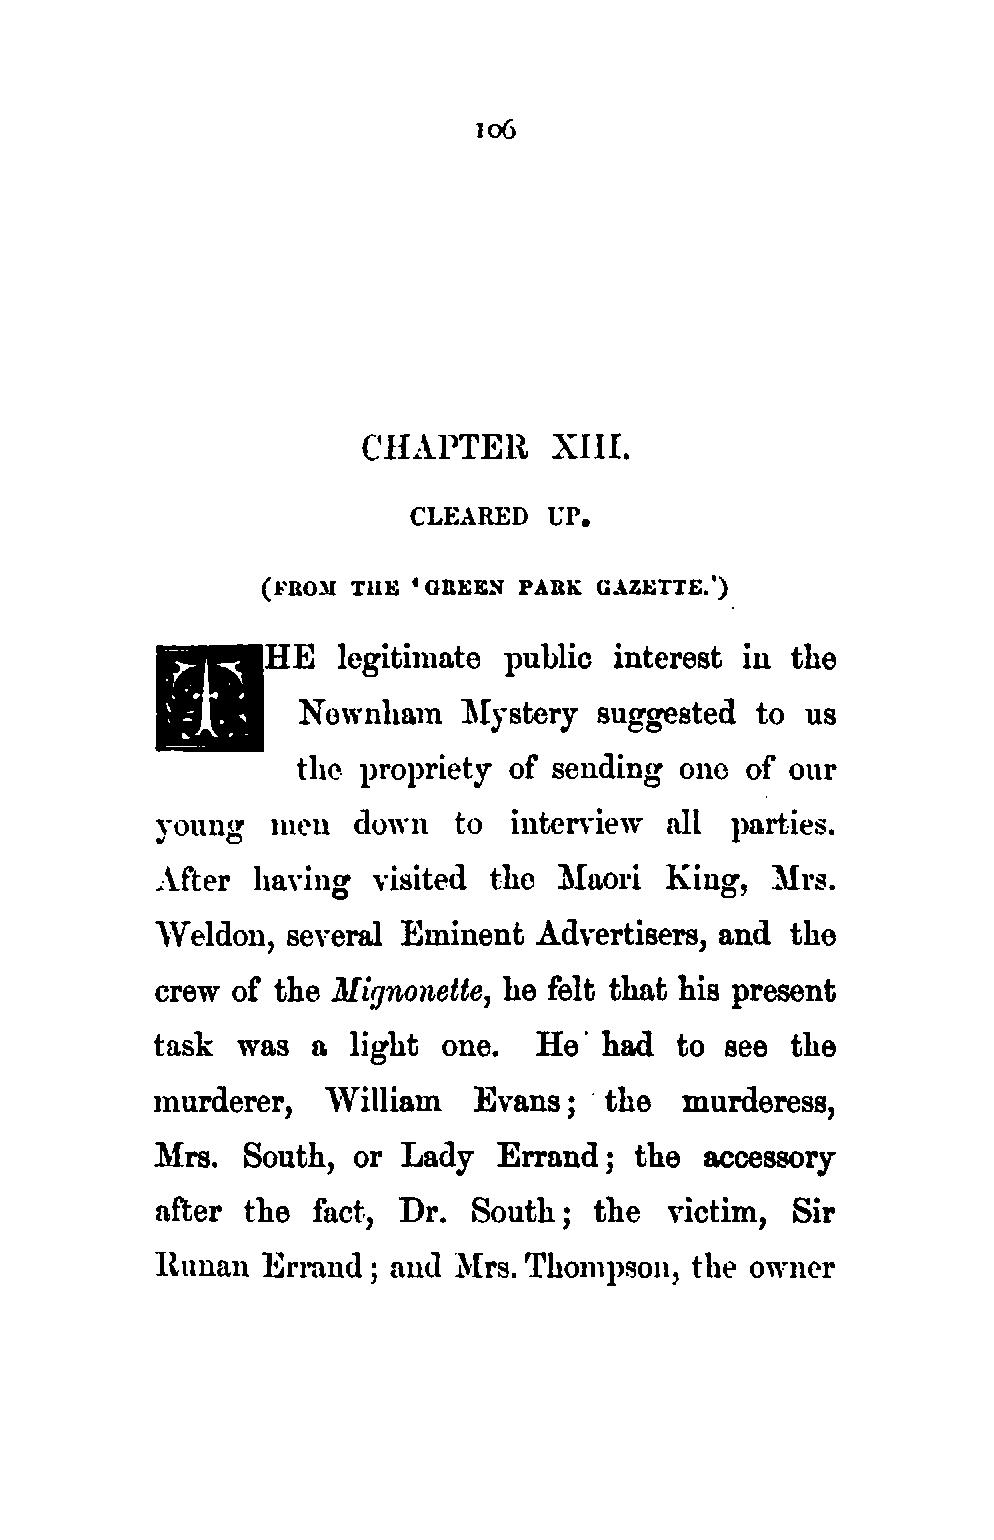 106
CHAPTER XIII.
CLEARED UP.
(FROM THE 'GREEN PARK GAZETTE.')
THE legitimate public interest in the
Newnham Mystery suggested to us
the propriety of sending one of our
young men down to interview all parties.
After having visited the Maori King, Mrs.
Weldon, several Eminent Advertisers, and the
crew of the Mignonette, he felt that his present
task was a light one. He had to see the
murderer, William Evans; the murderess,
Mrs. South, or Lady Errand; the accessory
after the fact, Dr. South; the victim, Sir
Runan Errand; and Mrs. Thompson, the owner